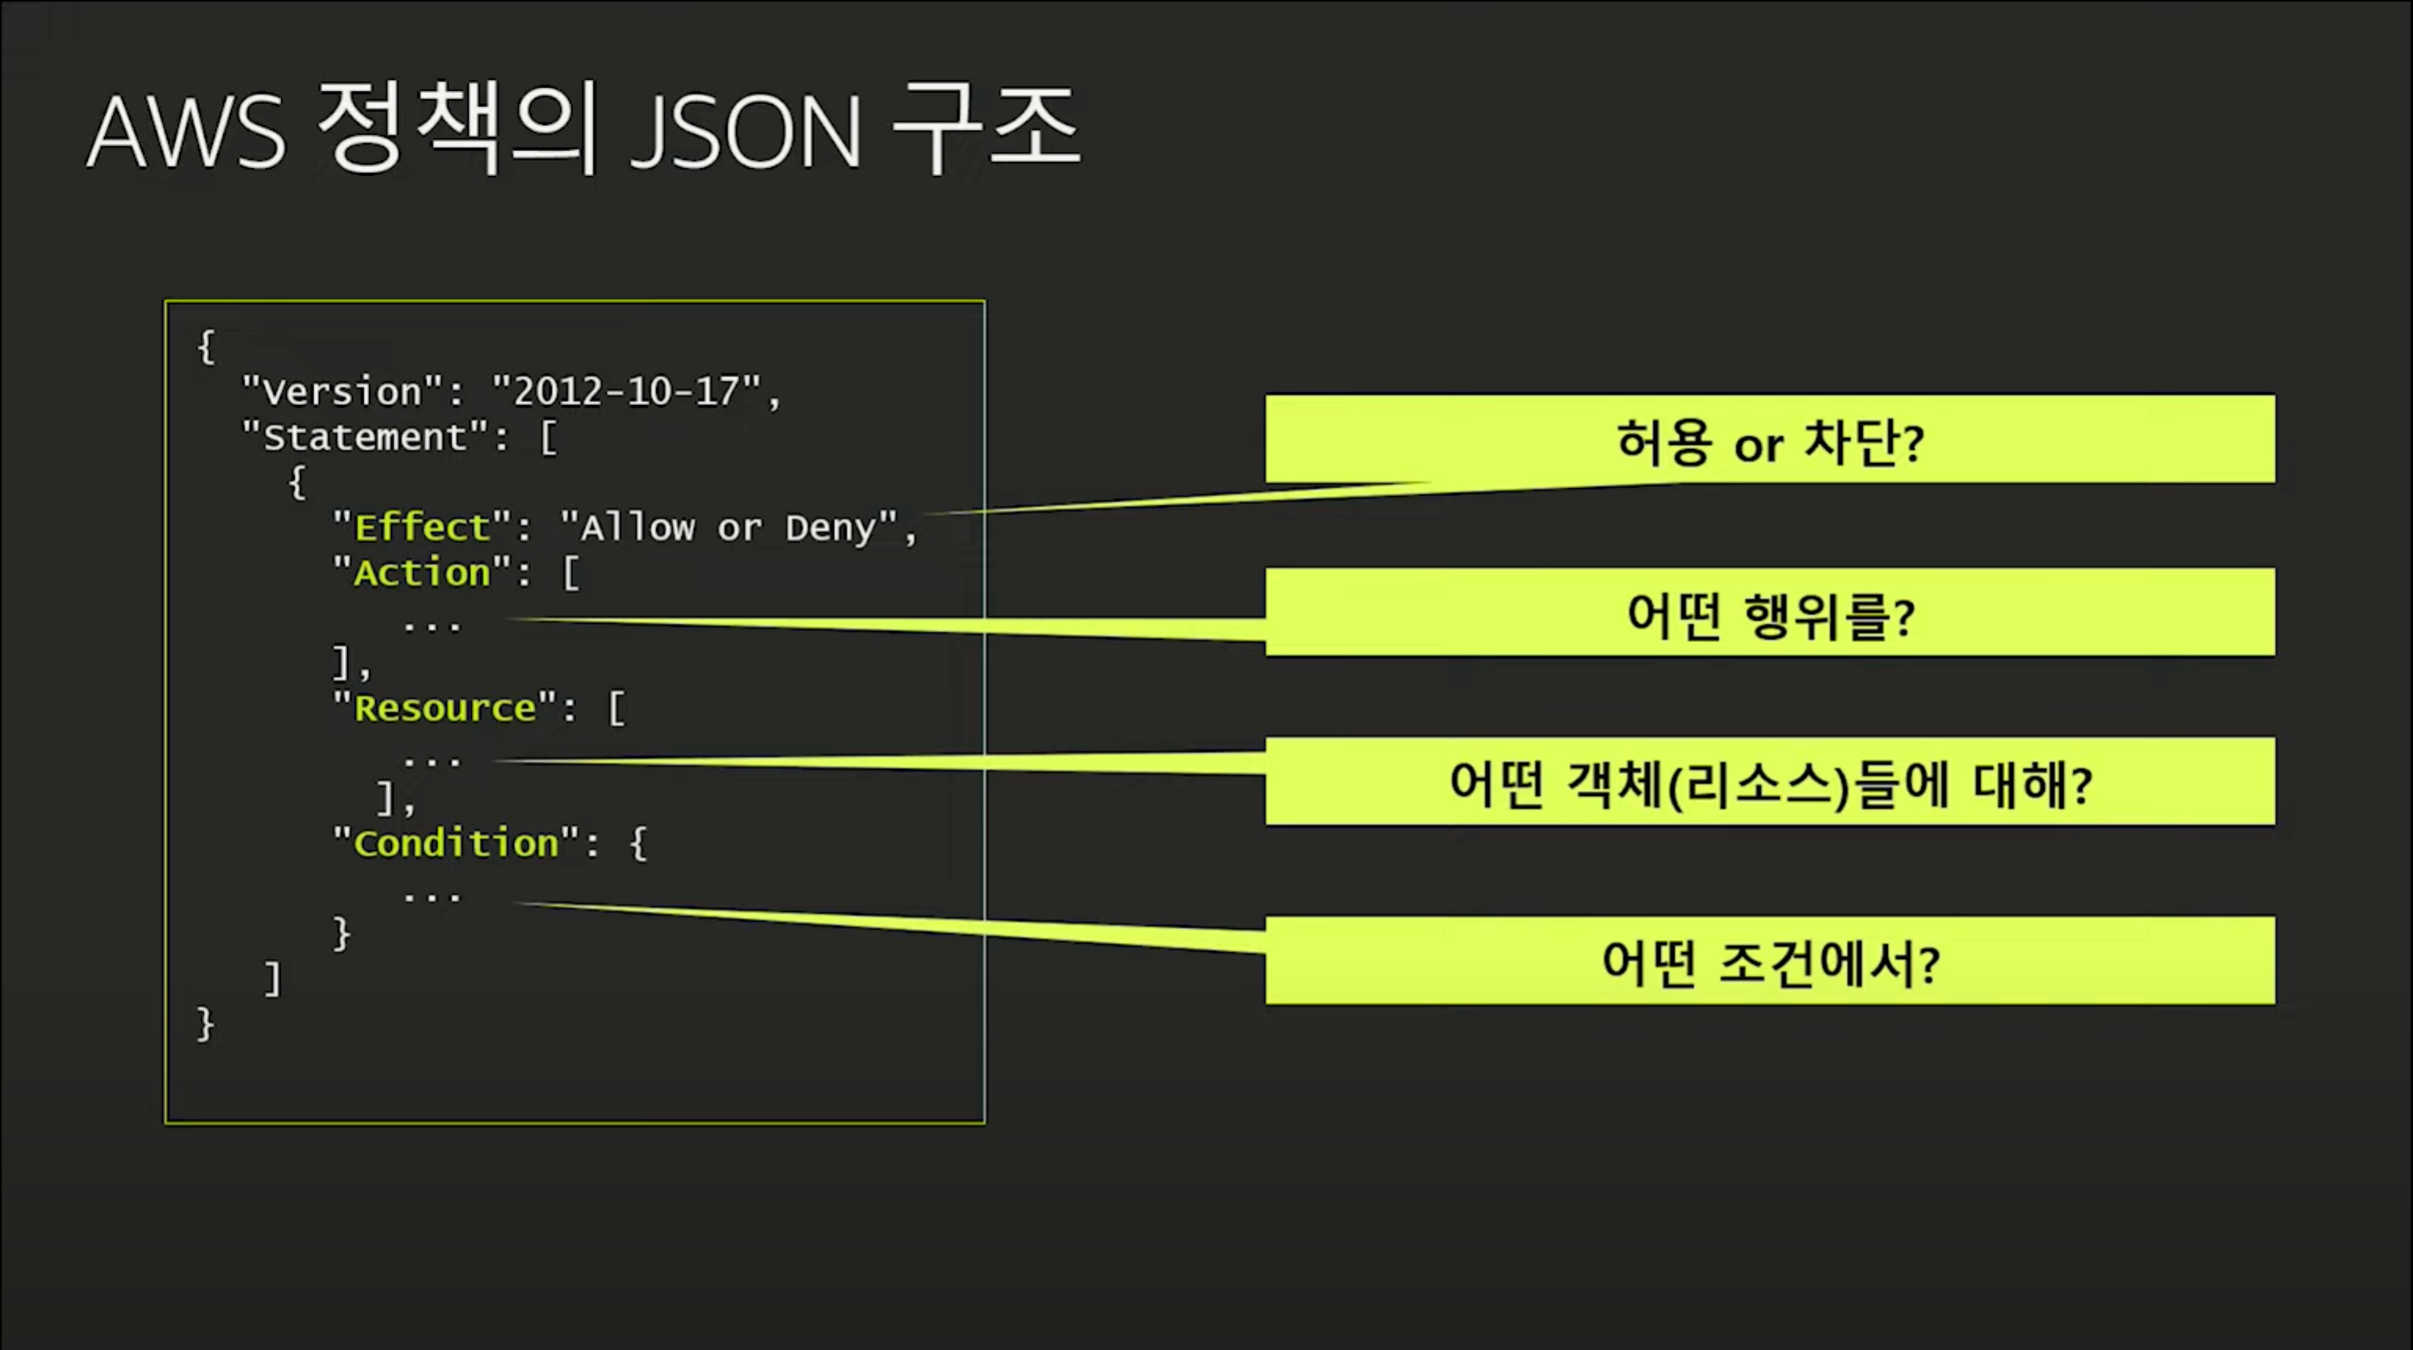 AWS 정책의 JSON 구조
{
"Version": "2012-10-17",
"Statement": [
{
"Effect": "Allow or Deny",
"Action": [
...
],
"Resource": [
...
],
"Condition": {
...
}
]
}
허용 or 차단?
어떤 행위를?
어떤 객체(리소스)들에 대해?
어떤 조건에서?